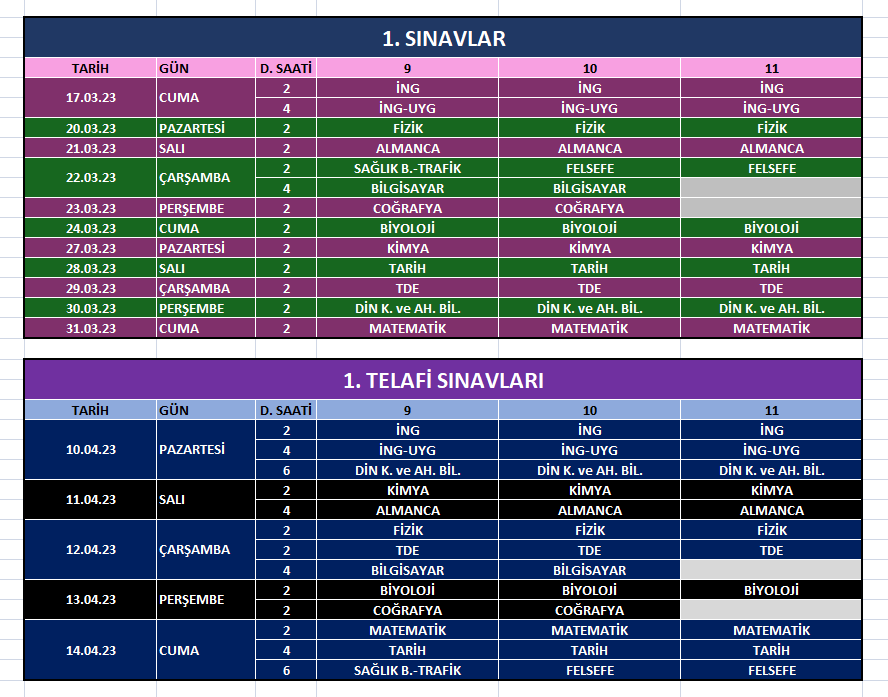 1. SINAVLAR
TARİH GÜN D. SAATİ 9 10 11
17.03.23 CUMA 2 İNG İNG İNG
4 İNG-UYG İNG-UYG İNG-UYG
20.03.23 PAZARTESİ 2 FİZİK FİZİK FİZİK
21.03.23 SALI 2 ALMANCA ALMANCA ALMANCA
22.03.23 ÇARŞAMBA 2 SAĞLIK B.-TRAFİK FELSEFE FELSEFE
4 BİLGİSAYAR BİLGİSAYAR
23.03.23 PERŞEMBE 2 COĞRAFYA COĞRAFYA
24.03.23 CUMA 2 BİYOLOJİ BİYOLOJİ BİYOLOJİ
27.03.23 PAZARTESİ 2 KİMYA KİMYA KİMYA
28.03.23 SALI 2 TARİH TARİH TARİH
29.03.23 ÇARŞAMBA 2 TDE TDE TDE
30.03.23 PERŞEMBE 2 DİN K. ve AH. BİL. DİN K. ve AH. BİL. DİN K. ve AH. BİL.
31.03.23 CUMA 2 MATEMATİK MATEMATİK MATEMATİK
1. TELAFİ SINAVLARI
TARİH GÜN D. SAATİ 9 10 11
10.04.23 PAZARTESİ 2 İNG İNG İNG
4 İNG-UYG İNG-UYG İNG-UYG
6 DİN K. ve AH. BİL. DİN K. ve AH. BİL. DİN K. ve AH. BİL.
11.04.23 SALI 2 KİMYA KİMYA KİMYA
4 ALMANCA ALMANCA ALMANCA
12.04.23 ÇARŞAMBA 2 FİZİK FİZİK FİZİK
2 TDE TDE TDE
4 BİLGİSAYAR BİLGİSAYAR
13.04.23 PERŞEMBE 2 BİYOLOJİ BİYOLOJİ BİYOLOJİ
2 COĞRAFYA COĞRAFYA
14.04.23 CUMA 2 MATEMATİK MATEMATİK MATEMATİK
4 TARİH TARİH TARİH
6 SAĞLIK B.-TRAFİK FELSEFE FELSEFE